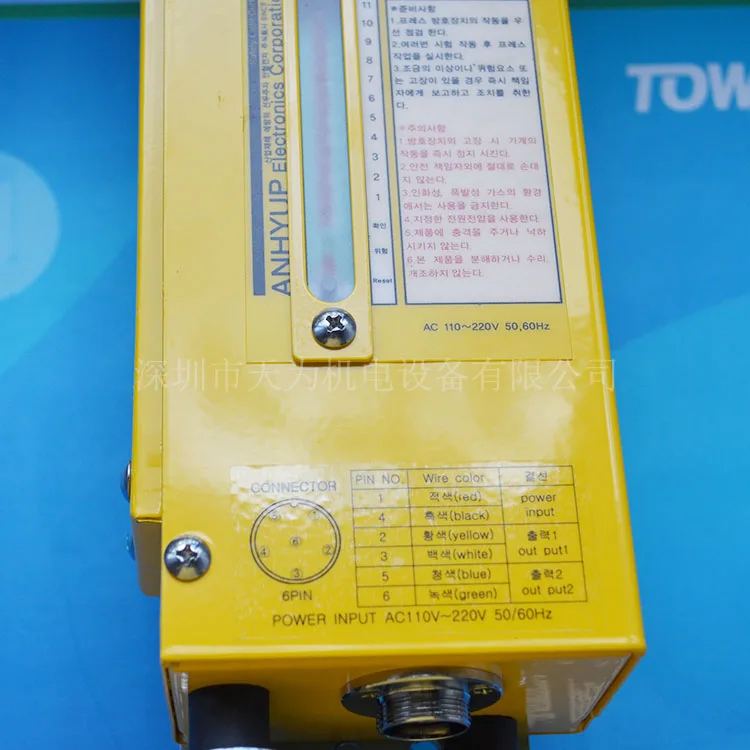 ANHYUP Electronics Corporation
11
10
9
8
7
6
5
4
3
2
1
확인
위험
Reset
※준비사항
1.프레스 방호장치의 작동을 우
선 점검 한다.
2.여러번 시험 작동 후 프레스
작업을 실시한다.
3.조금의 이상이나 위험요소 또
는 고장이 있을 경우 즉시 책임
자에게 보고하고 조치를 취한
다.
※주의사항
1.방호장치의 고장 시 기계의
작동을 즉시 정지 시킨다.
2.안전 책임자외에 절대로 손대
지 않는다.
3.인화성, 폭발성 가스의 환경
에서는 사용을 금지한다.
4.지정한 전원전압을 사용한다.
5.제품에 충격을 주거나 낙하
시키지 않는다.
6.본 제품을 분해하거나 수리,
개조하지 않는다.
AC 110~220V 50,60Hz
TOW
深圳市天为机电设备有限公司
CONNECTOR
⑥
④ ②
③
6PIN
PIN NO. Wire color 결선
1 적색(red) power
4 흑색(black) input
2 황색(yellow) 출력1
3 백색(white) out put1
5 청색(blue) 출력2
6 녹색(green) out put2
POWER INPUT AC110V~220V 50/60Hz